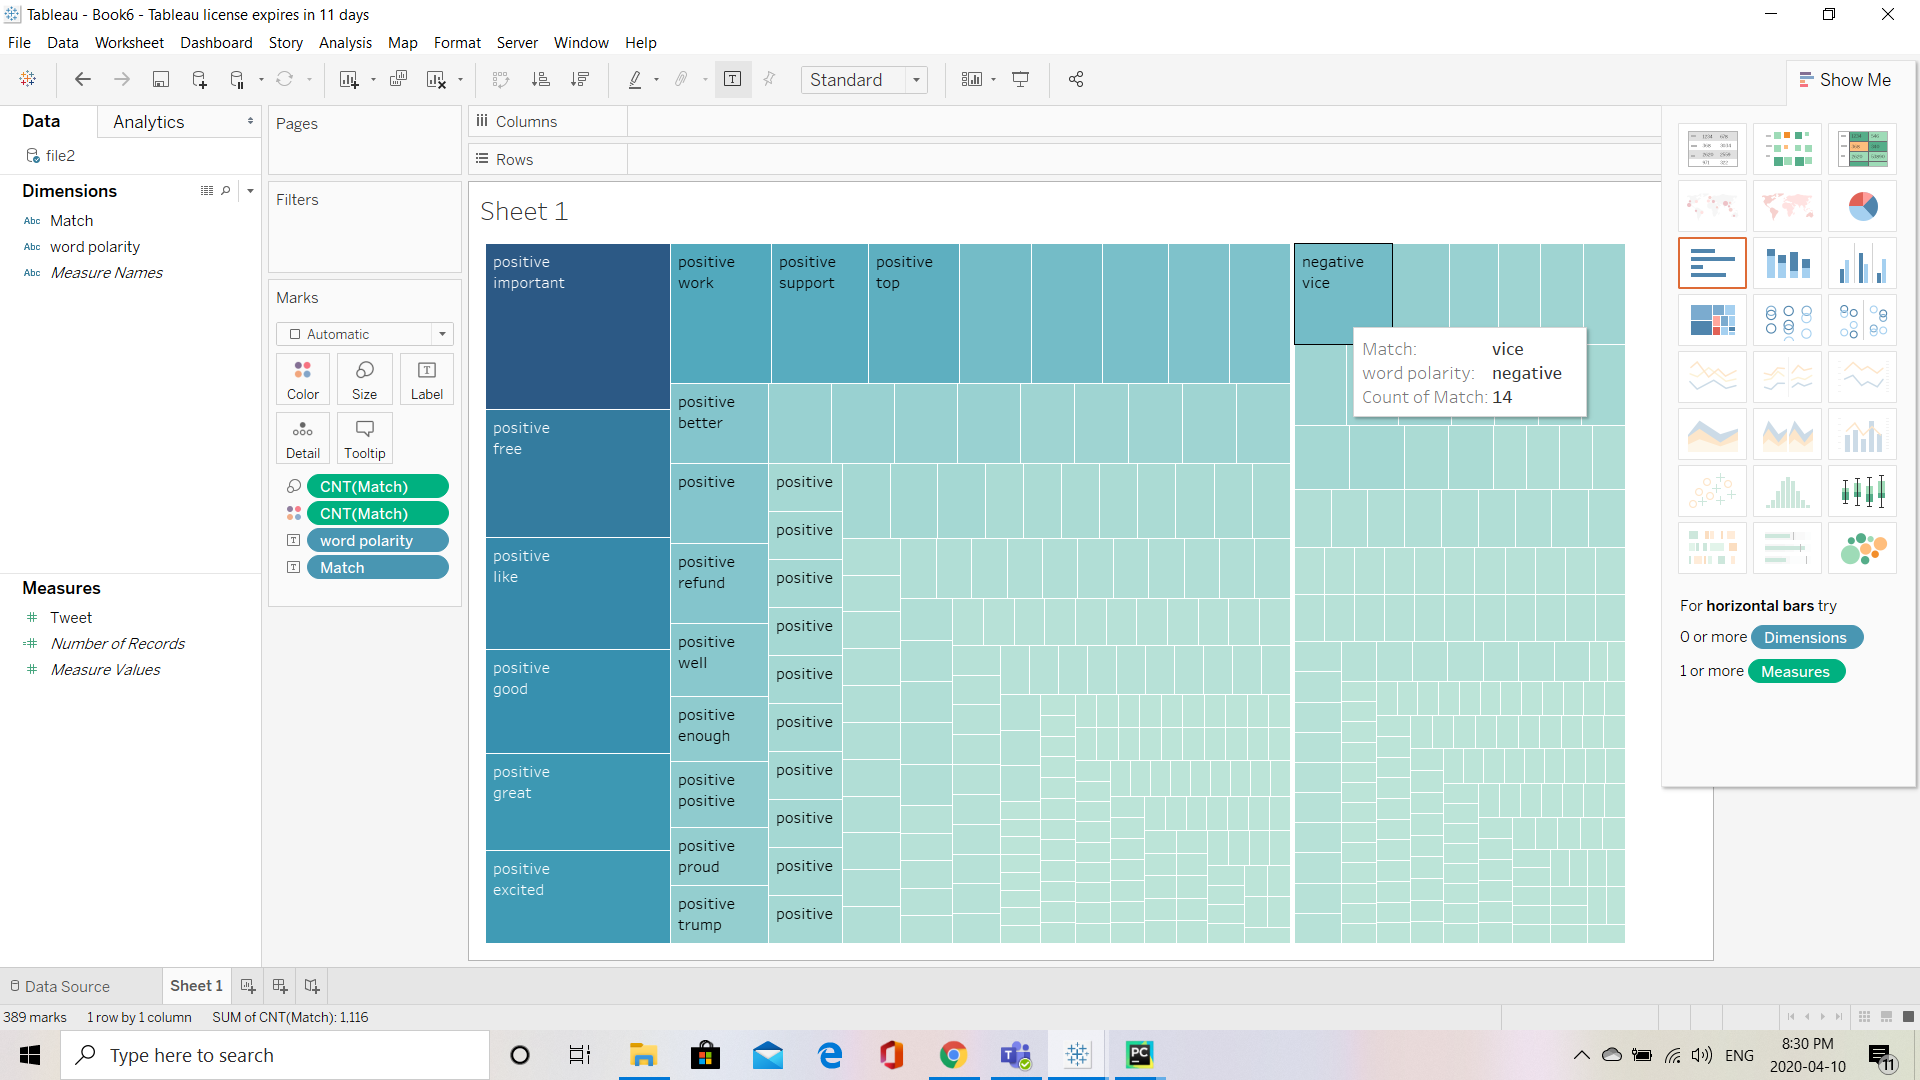 Tableau - Book6 - Tableau license expires in 11 days
File Data Worksheet Dashboard Story Analysis Map Format Server Window Help
Standard
Show Me
Data
Analytics
file2
Dimensions
Abc Match
Abc word polarity
Abc Measure Names
Measures
# Tweet
=# Number of Records
# Measure Values
Pages
Filters
Marks
Automatic
Color Size Label
Detail Tooltip
CNT(Match)
CNT(Match)
word polarity
Match
Columns
Rows
Sheet 1
positive
important
positive
free
positive
like
positive
good
positive
great
positive
excited
positive
work
positive
support
positive
top
positive
better
positive
positive
refund
positive
well
positive
enough
positive
positive
positive
proud
positive
trump
positive
positive
positive
positive
positive
positive
positive
positive
positive
positive
negative
vice
Match: vice
word polarity: negative
Count of Match: 14
For horizontal bars try
0 or more Dimensions
1 or more Measures
Data Source
Sheet 1
389 marks 1 row by 1 column SUM of CNT(Match): 1,116
Type here to search
ENG
8:30 PM
2020-04-10
11